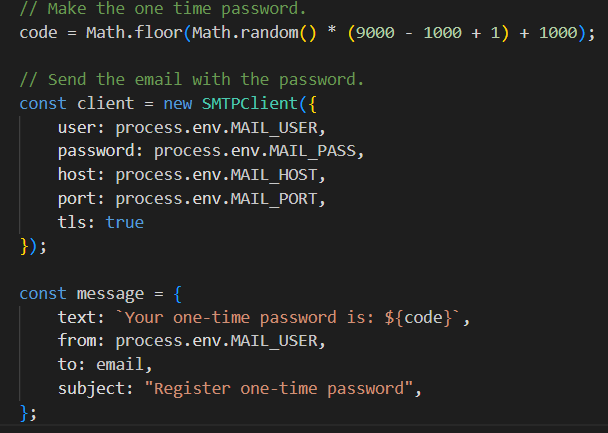 // Make the one time password.
code = Math.floor(Math.random() * (9000 - 1000 + 1) + 1000);
// Send the email with the password.
const client = new SMTPClient({
user: process.env.MAIL_USER,
password: process.env.MAIL_PASS,
host: process.env.MAIL_HOST,
port: process.env.MAIL_PORT,
tls: true
});
const message = {
text: `Your one-time password is: ${code}`,
from: process.env.MAIL_USER,
to: email,
subject: "Register one-time password",
};